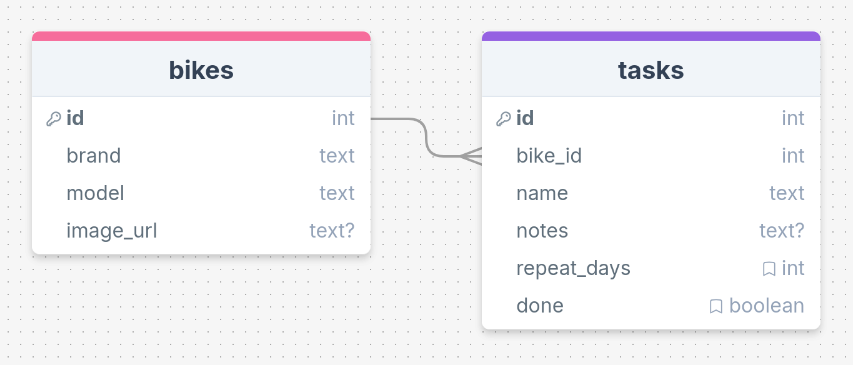 bikes
id int
brand text
model text
image_url text?
tasks
id int
bike_id int
name text
notes text?
repeat_days int
done boolean